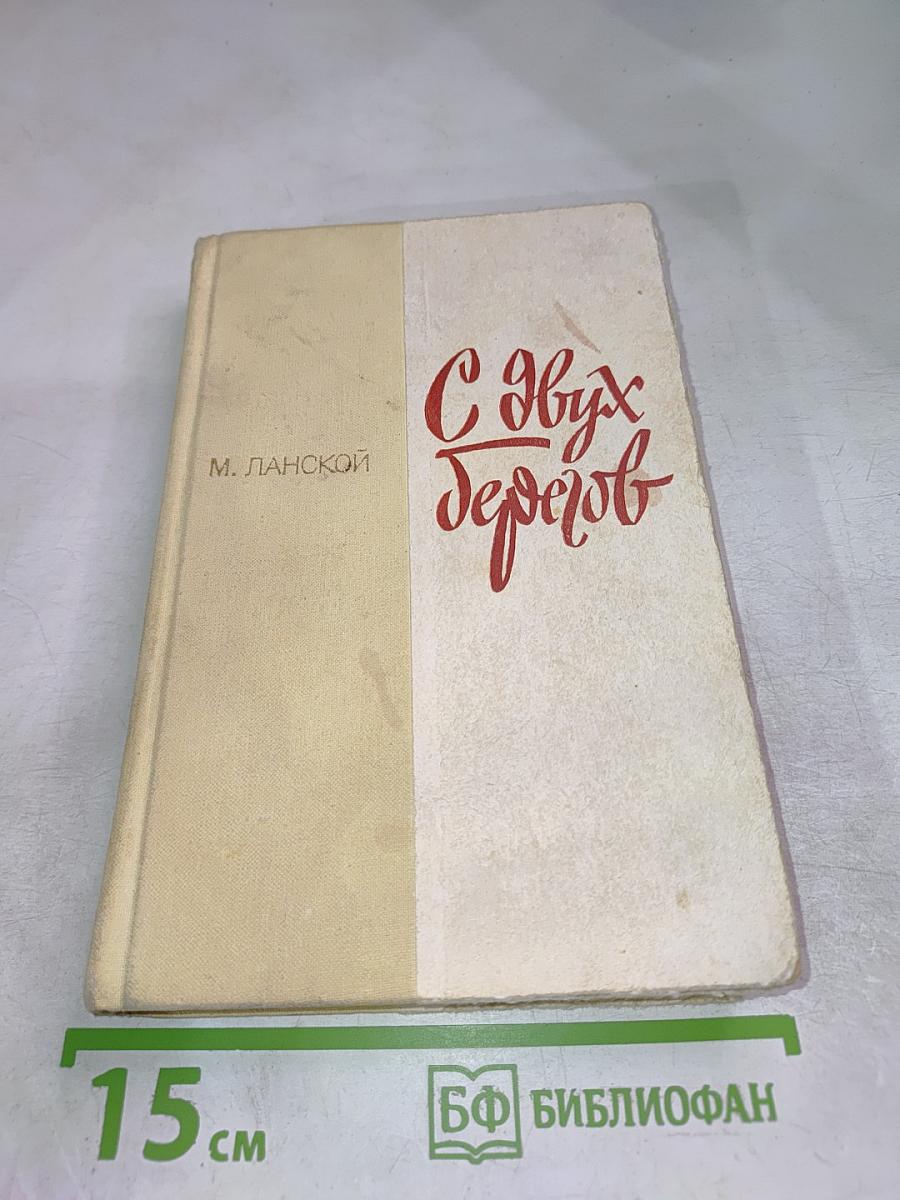 М. ЛАНСКОЙ
С двух
берегов
15 см
БФ БИБЛИОФАН